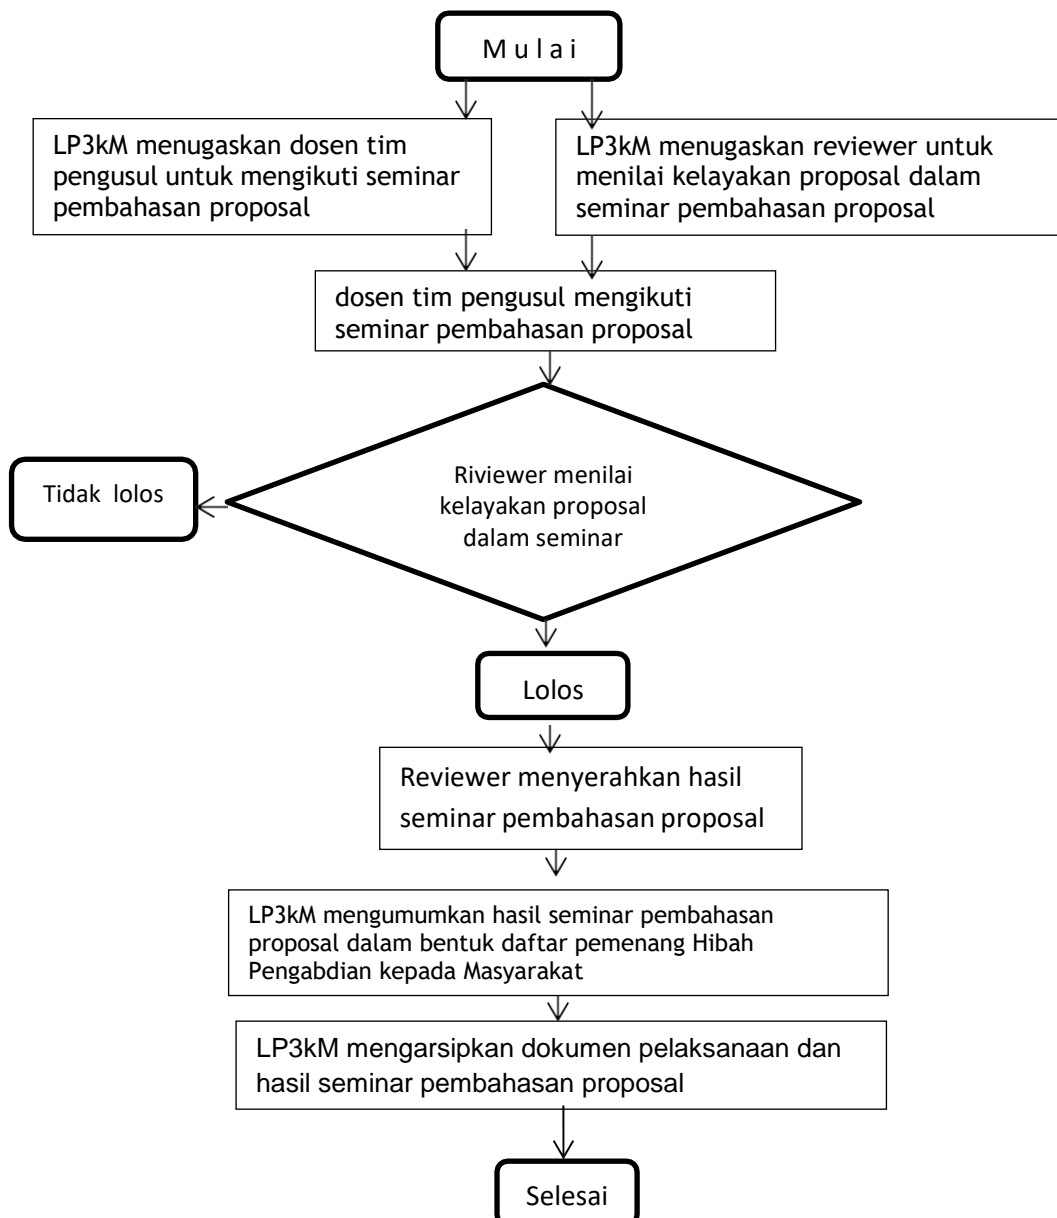 M u l a i
LP3kM menugaskan dosen tim
pengusul untuk mengikuti seminar
pembahasan proposal
LP3kM menugaskan reviewer untuk
menilai kelayakan proposal dalam
seminar pembahasan proposal
dosen tim pengusul mengikuti
seminar pembahasan proposal
Riviewer menilai
kelayakan proposal
dalam seminar
Tidak lolos
Lolos
Reviewer menyerahkan hasil
seminar pembahasan proposal
LP3kM mengumumkan hasil seminar pembahasan
proposal dalam bentuk daftar pemenang Hibah
Pengabdian kepada Masyarakat
LP3kM mengarsipkan dokumen pelaksanaan dan
hasil seminar pembahasan proposal
Selesai